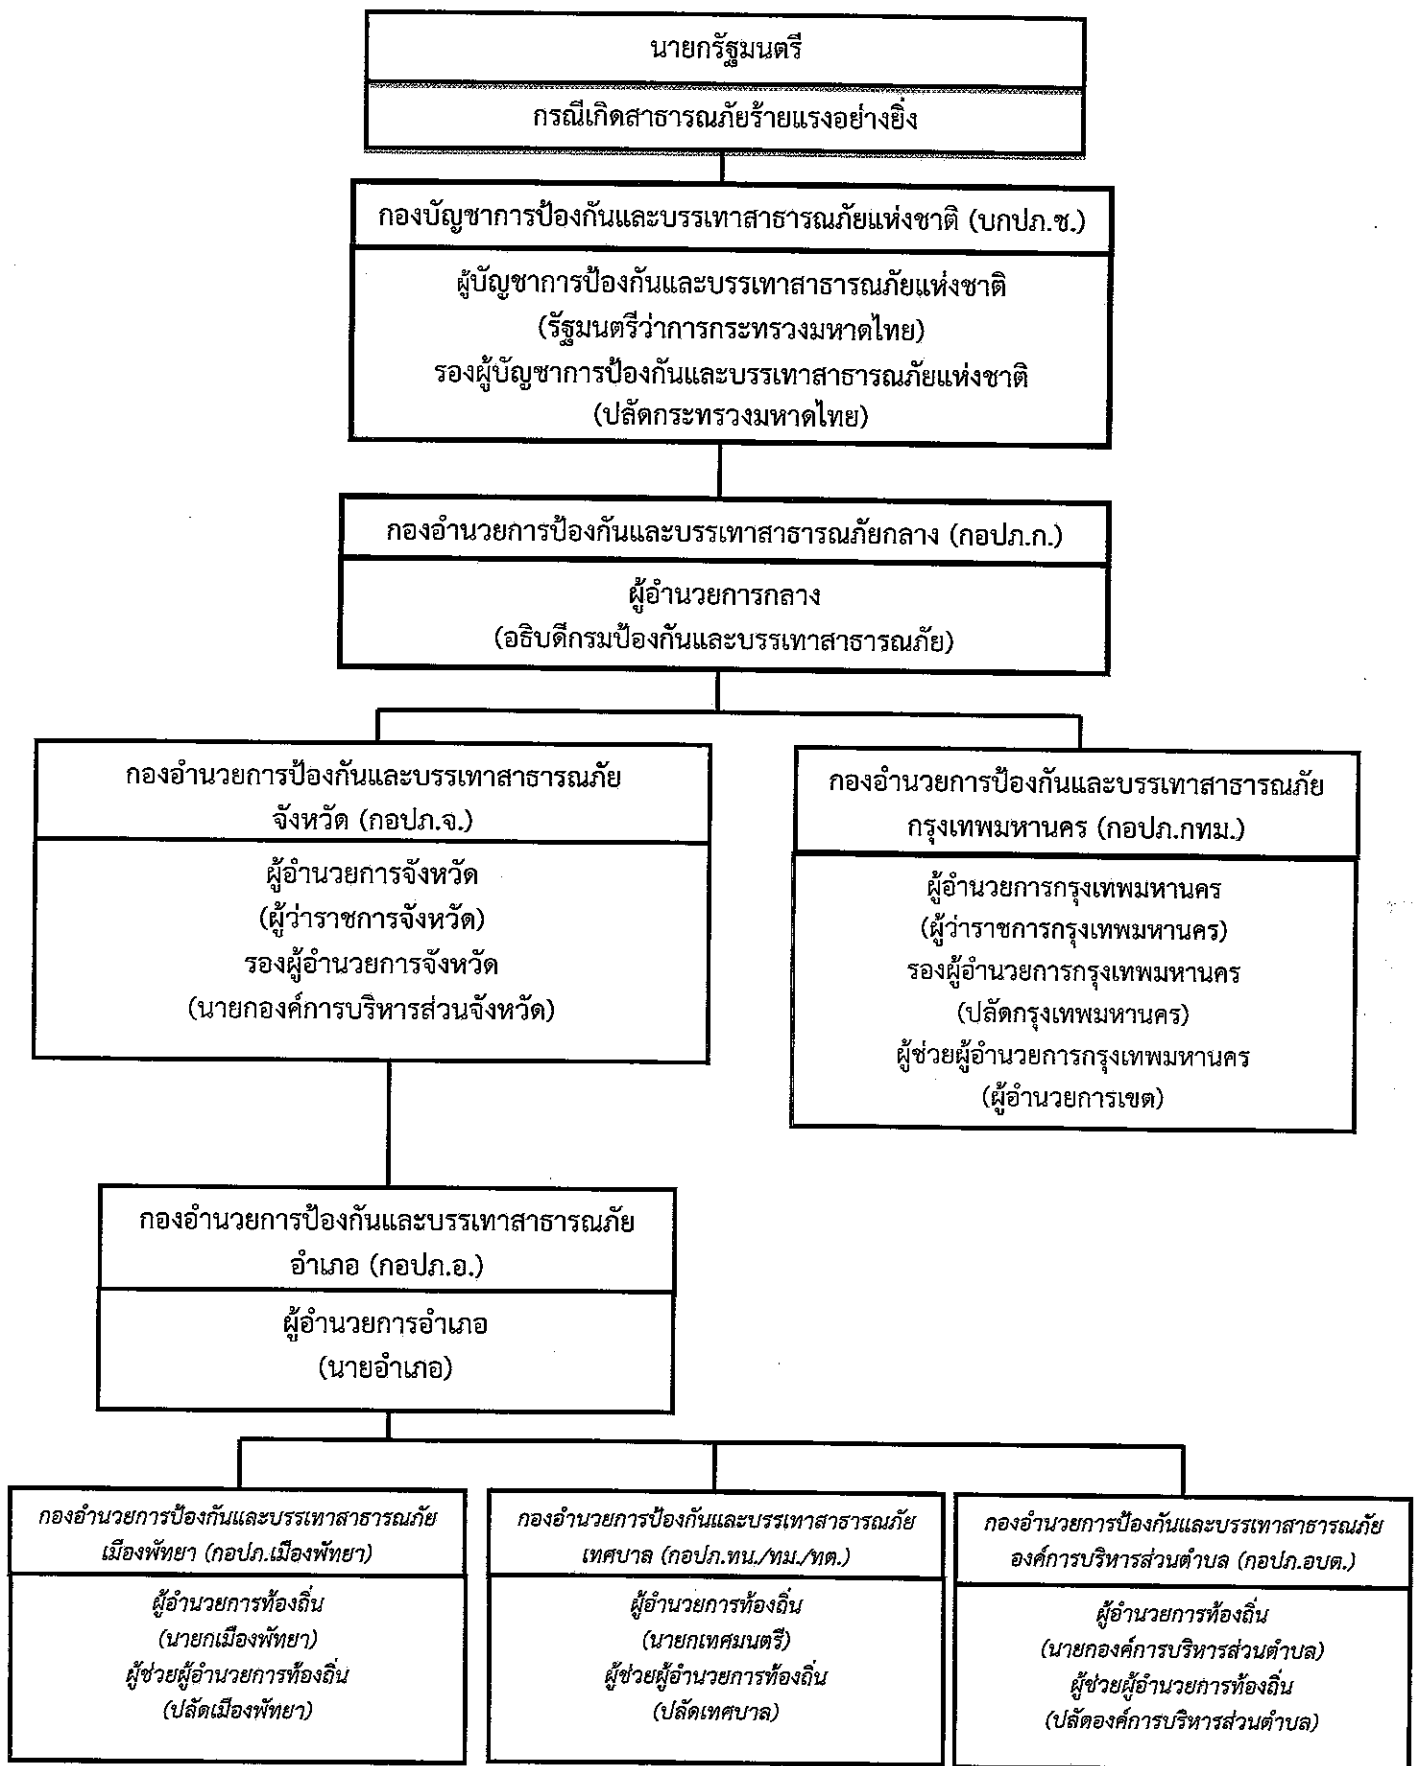 นายกรัฐมนตรี
กรณีเกิดสาธารณภัยร้ายแรงอย่างยิ่ง
กองบัญชาการป้องกันและบรรเทาสาธารณภัยแห่งชาติ (บกปภ.ช.)
ผู้บัญชาการป้องกันและบรรเทาสาธารณภัยแห่งชาติ
(รัฐมนตรีว่าการกระทรวงมหาดไทย)
รองผู้บัญชาการป้องกันและบรรเทาสาธารณภัยแห่งชาติ
(ปลัดกระทรวงมหาดไทย)
กองอำนวยการป้องกันและบรรเทาสาธารณภัยกลาง (กอปภ.ก.)
ผู้อำนวยการกลาง
(อธิบดีกรมป้องกันและบรรเทาสาธารณภัย)
กองอำนวยการป้องกันและบรรเทาสาธารณภัย
จังหวัด (กอปภ.จ.)
ผู้อำนวยการจังหวัด
(ผู้ว่าราชการจังหวัด)
รองผู้อำนวยการจังหวัด
(นายกองค์การบริหารส่วนจังหวัด)
กองอำนวยการป้องกันและบรรเทาสาธารณภัย
กรุงเทพมหานคร (กอปภ.กทม.)
ผู้อำนวยการกรุงเทพมหานคร
(ผู้ว่าราชการกรุงเทพมหานคร)
รองผู้อำนวยการกรุงเทพมหานคร
(ปลัดกรุงเทพมหานคร)
ผู้ช่วยผู้อำนวยการกรุงเทพมหานคร
(ผู้อำนวยการเขต)
กองอำนวยการป้องกันและบรรเทาสาธารณภัย
อำเภอ (กอปภ.อ.)
ผู้อำนวยการอำเภอ
(นายอำเภอ)
กองอำนวยการป้องกันและบรรเทาสาธารณภัย
เมืองพัทยา (กอปภ.เมืองพัทยา)
ผู้อำนวยการท้องถิ่น
(นายกเมืองพัทยา)
ผู้ช่วยผู้อำนวยการท้องถิ่น
(ปลัดเมืองพัทยา)
กองอำนวยการป้องกันและบรรเทาสาธารณภัย
เทศบาล (กอปภ.ทน./ทม./ทต.)
ผู้อำนวยการท้องถิ่น
(นายกเทศมนตรี)
ผู้ช่วยผู้อำนวยการท้องถิ่น
(ปลัดเทศบาล)
กองอำนวยการป้องกันและบรรเทาสาธารณภัย
องค์การบริหารส่วนตำบล (กอปภ.อบต.)
ผู้อำนวยการท้องถิ่น
(นายกองค์การบริหารส่วนตำบล)
ผู้ช่วยผู้อำนวยการท้องถิ่น
(ปลัดองค์การบริหารส่วนตำบล)